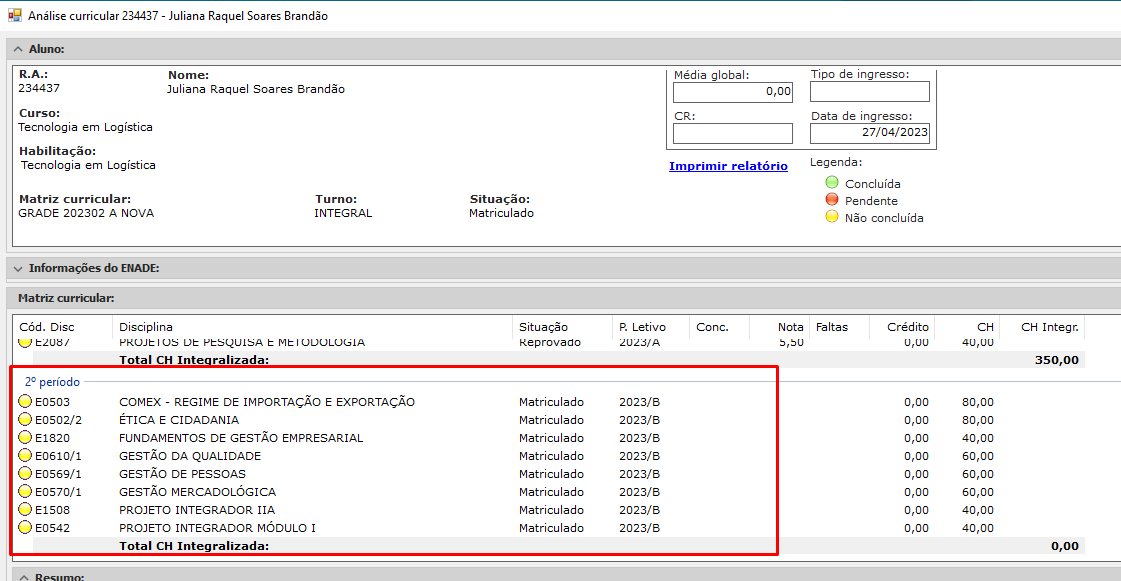 Análise curricular 234437 - Juliana Raquel Soares Brandão
Aluno:
R.A.: Nome: Média global: Tipo de ingresso:
234437 Juliana Raquel Soares Brandão 0,00
Curso: CR: Data de ingresso:
Tecnologia em Logística 27/04/2023
Habilitação: Imprimir relatório Legenda:
Tecnologia em Logística
Concluída
Matriz curricular: Turno: Situação: Pendente
GRADE 202302 A NOVA INTEGRAL Matriculado Não concluída
Informações do ENADE:
Matriz curricular:
Cód. Disc Disciplina Situação P. Letivo Conc. Nota Faltas Crédito CH CH Integr.
E2087 PROJETOS DE PESQUISA E METODOLOGIA Reprovado 2023/A 5,50 0,00 40,00
Total CH Integralizada: 350,00
2º período
E0503 COMEX - REGIME DE IMPORTAÇÃO E EXPORTAÇÃO Matriculado 2023/B 0,00 80,00
E0502/2 ÉTICA E CIDADANIA Matriculado 2023/B 0,00 80,00
E1820 FUNDAMENTOS DE GESTÃO EMPRESARIAL Matriculado 2023/B 0,00 40,00
E0610/1 GESTÃO DA QUALIDADE Matriculado 2023/B 0,00 60,00
E0569/1 GESTÃO DE PESSOAS Matriculado 2023/B 0,00 60,00
E0570/1 GESTÃO MERCADOLÓGICA Matriculado 2023/B 0,00 60,00
E1508 PROJETO INTEGRADOR IIA Matriculado 2023/B 0,00 40,00
E0542 PROJETO INTEGRADOR MÓDULO I Matriculado 2023/B 0,00 40,00
Total CH Integralizada: 0,00
Resumo: